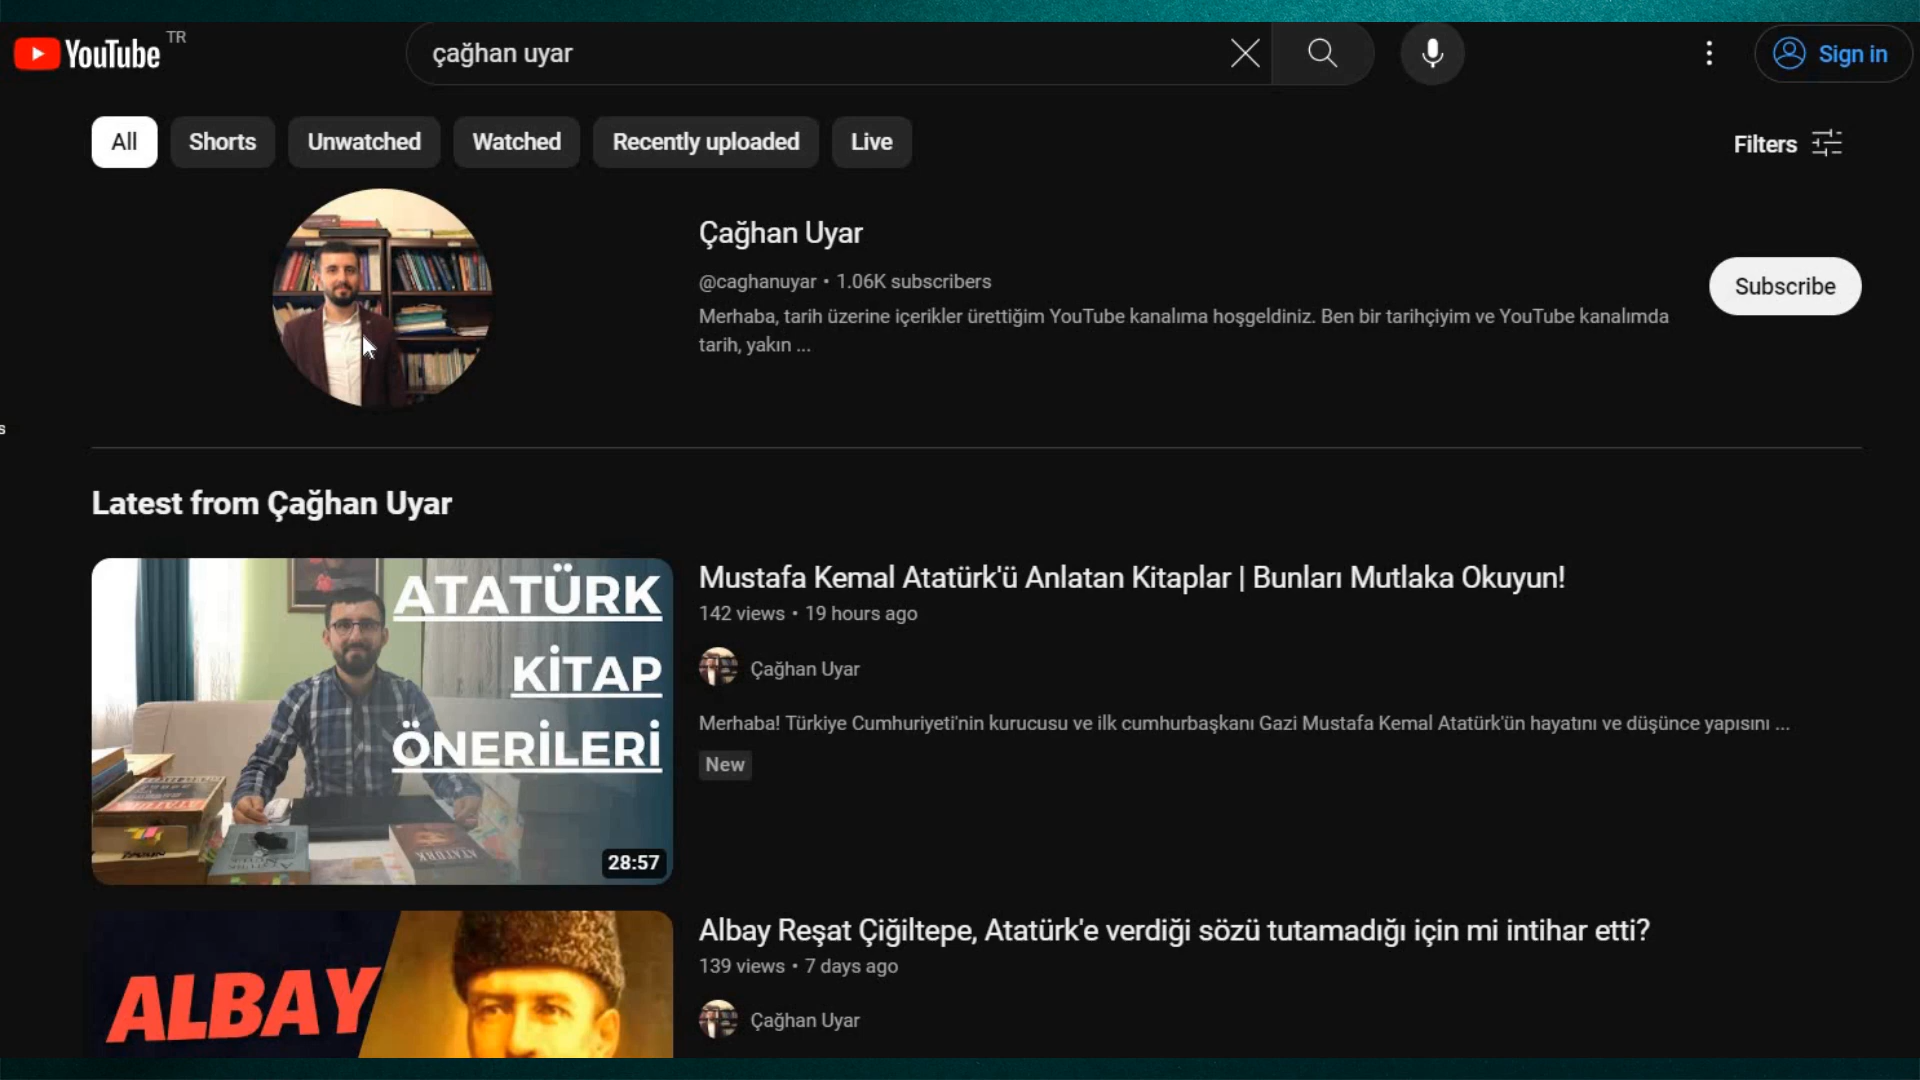 YouTube TR
çağhan uyar
Sign in
All
Shorts
Unwatched
Watched
Recently uploaded
Live
Filters
Çağhan Uyar
@caghanuyar • 1.06K subscribers
Merhaba, tarih üzerine içerikler ürettiğim YouTube kanalıma hoşgeldiniz. Ben bir tarihçiyim ve YouTube kanalımda
tarih, yakın ...
Subscribe
s
Latest from Çağhan Uyar
ATATÜRK
KİTAP
ÖNERİLERİ
ATATÜRK
28:57
Mustafa Kemal Atatürk'ü Anlatan Kitaplar | Bunları Mutlaka Okuyun!
142 views • 19 hours ago
Çağhan Uyar
Merhaba! Türkiye Cumhuriyeti'nin kurucusu ve ilk cumhurbaşkanı Gazi Mustafa Kemal Atatürk'ün hayatını ve düşünce yapısını ...
New
ALBAY
Albay Reşat Çiğiltepe, Atatürk'e verdiği sözü tutamadığı için mi intihar etti?
139 views • 7 days ago
Çağhan Uyar